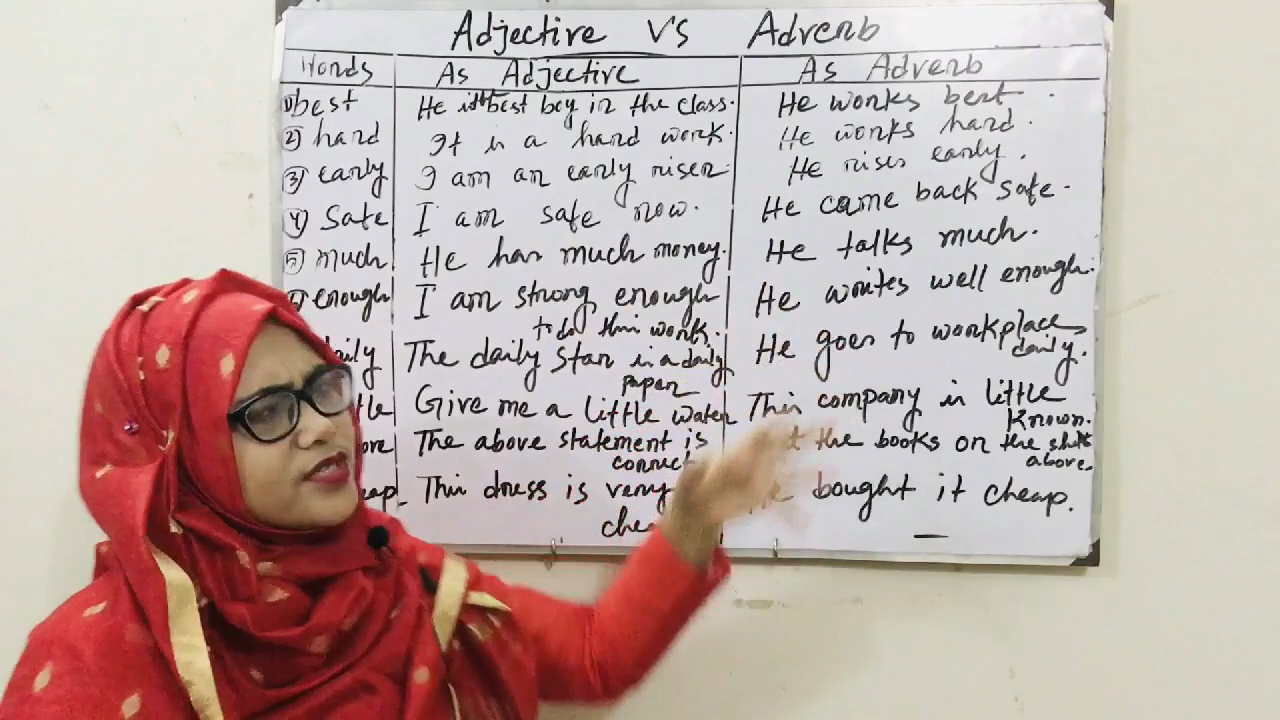 Adjective VS Adverb
Words As Adjective As Adverb
1) best He is the best boy in the class. He works best.
2) hard It is a hard work. He works hard.
3) early I am an early riser. He rises early.
4) Safe I am safe now. He came back safe.
5) much He has much money. He talks much.
enough I am strong enough He writes well enough.
to do this work.
The daily Star is a daily He goes to workplace
paper daily.
Give me a little water This company is little
Known.
The above statement is the books on the
correct above.
This dress is very bought it cheap.